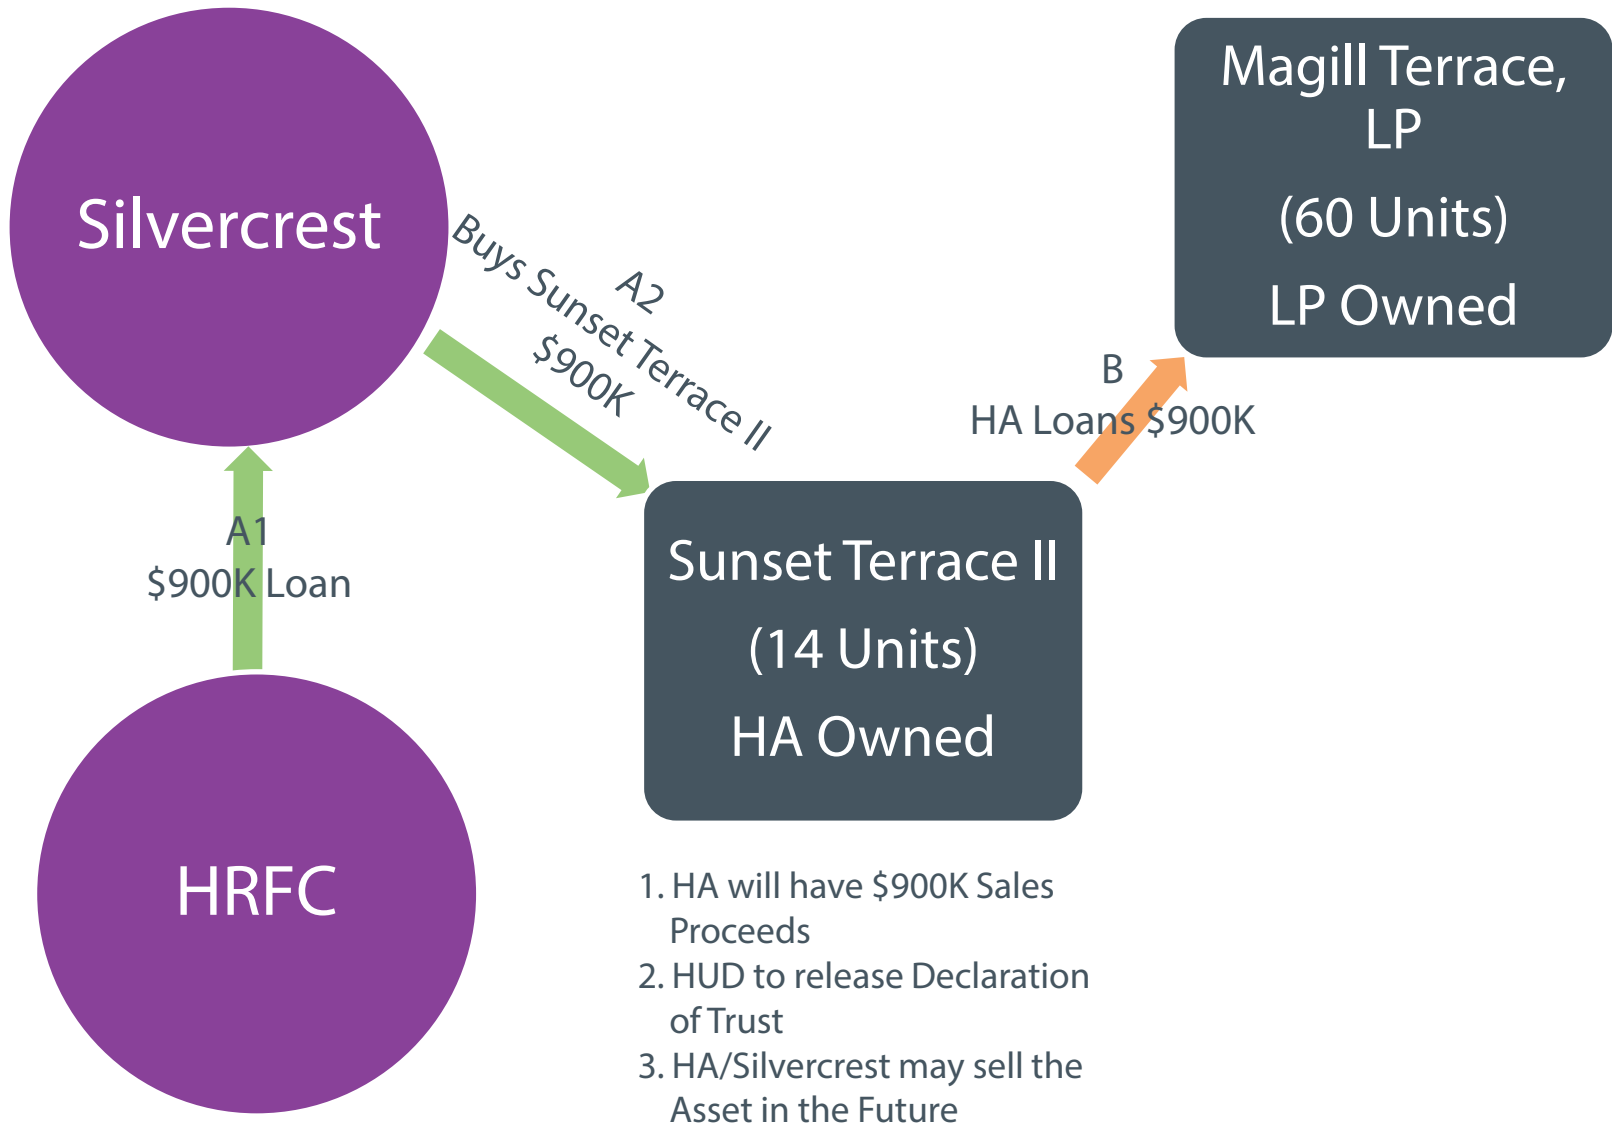 Silvercrest
A2
Buys Sunset Terrace II
$900K
Magill Terrace,
LP
(60 Units)
LP Owned
B
HA Loans $900K
A1
$900K Loan
Sunset Terrace II
(14 Units)
HA Owned
HRFC
1. HA will have $900K Sales
Proceeds
2. HUD to release Declaration
of Trust
3. HA/Silvercrest may sell the
Asset in the Future